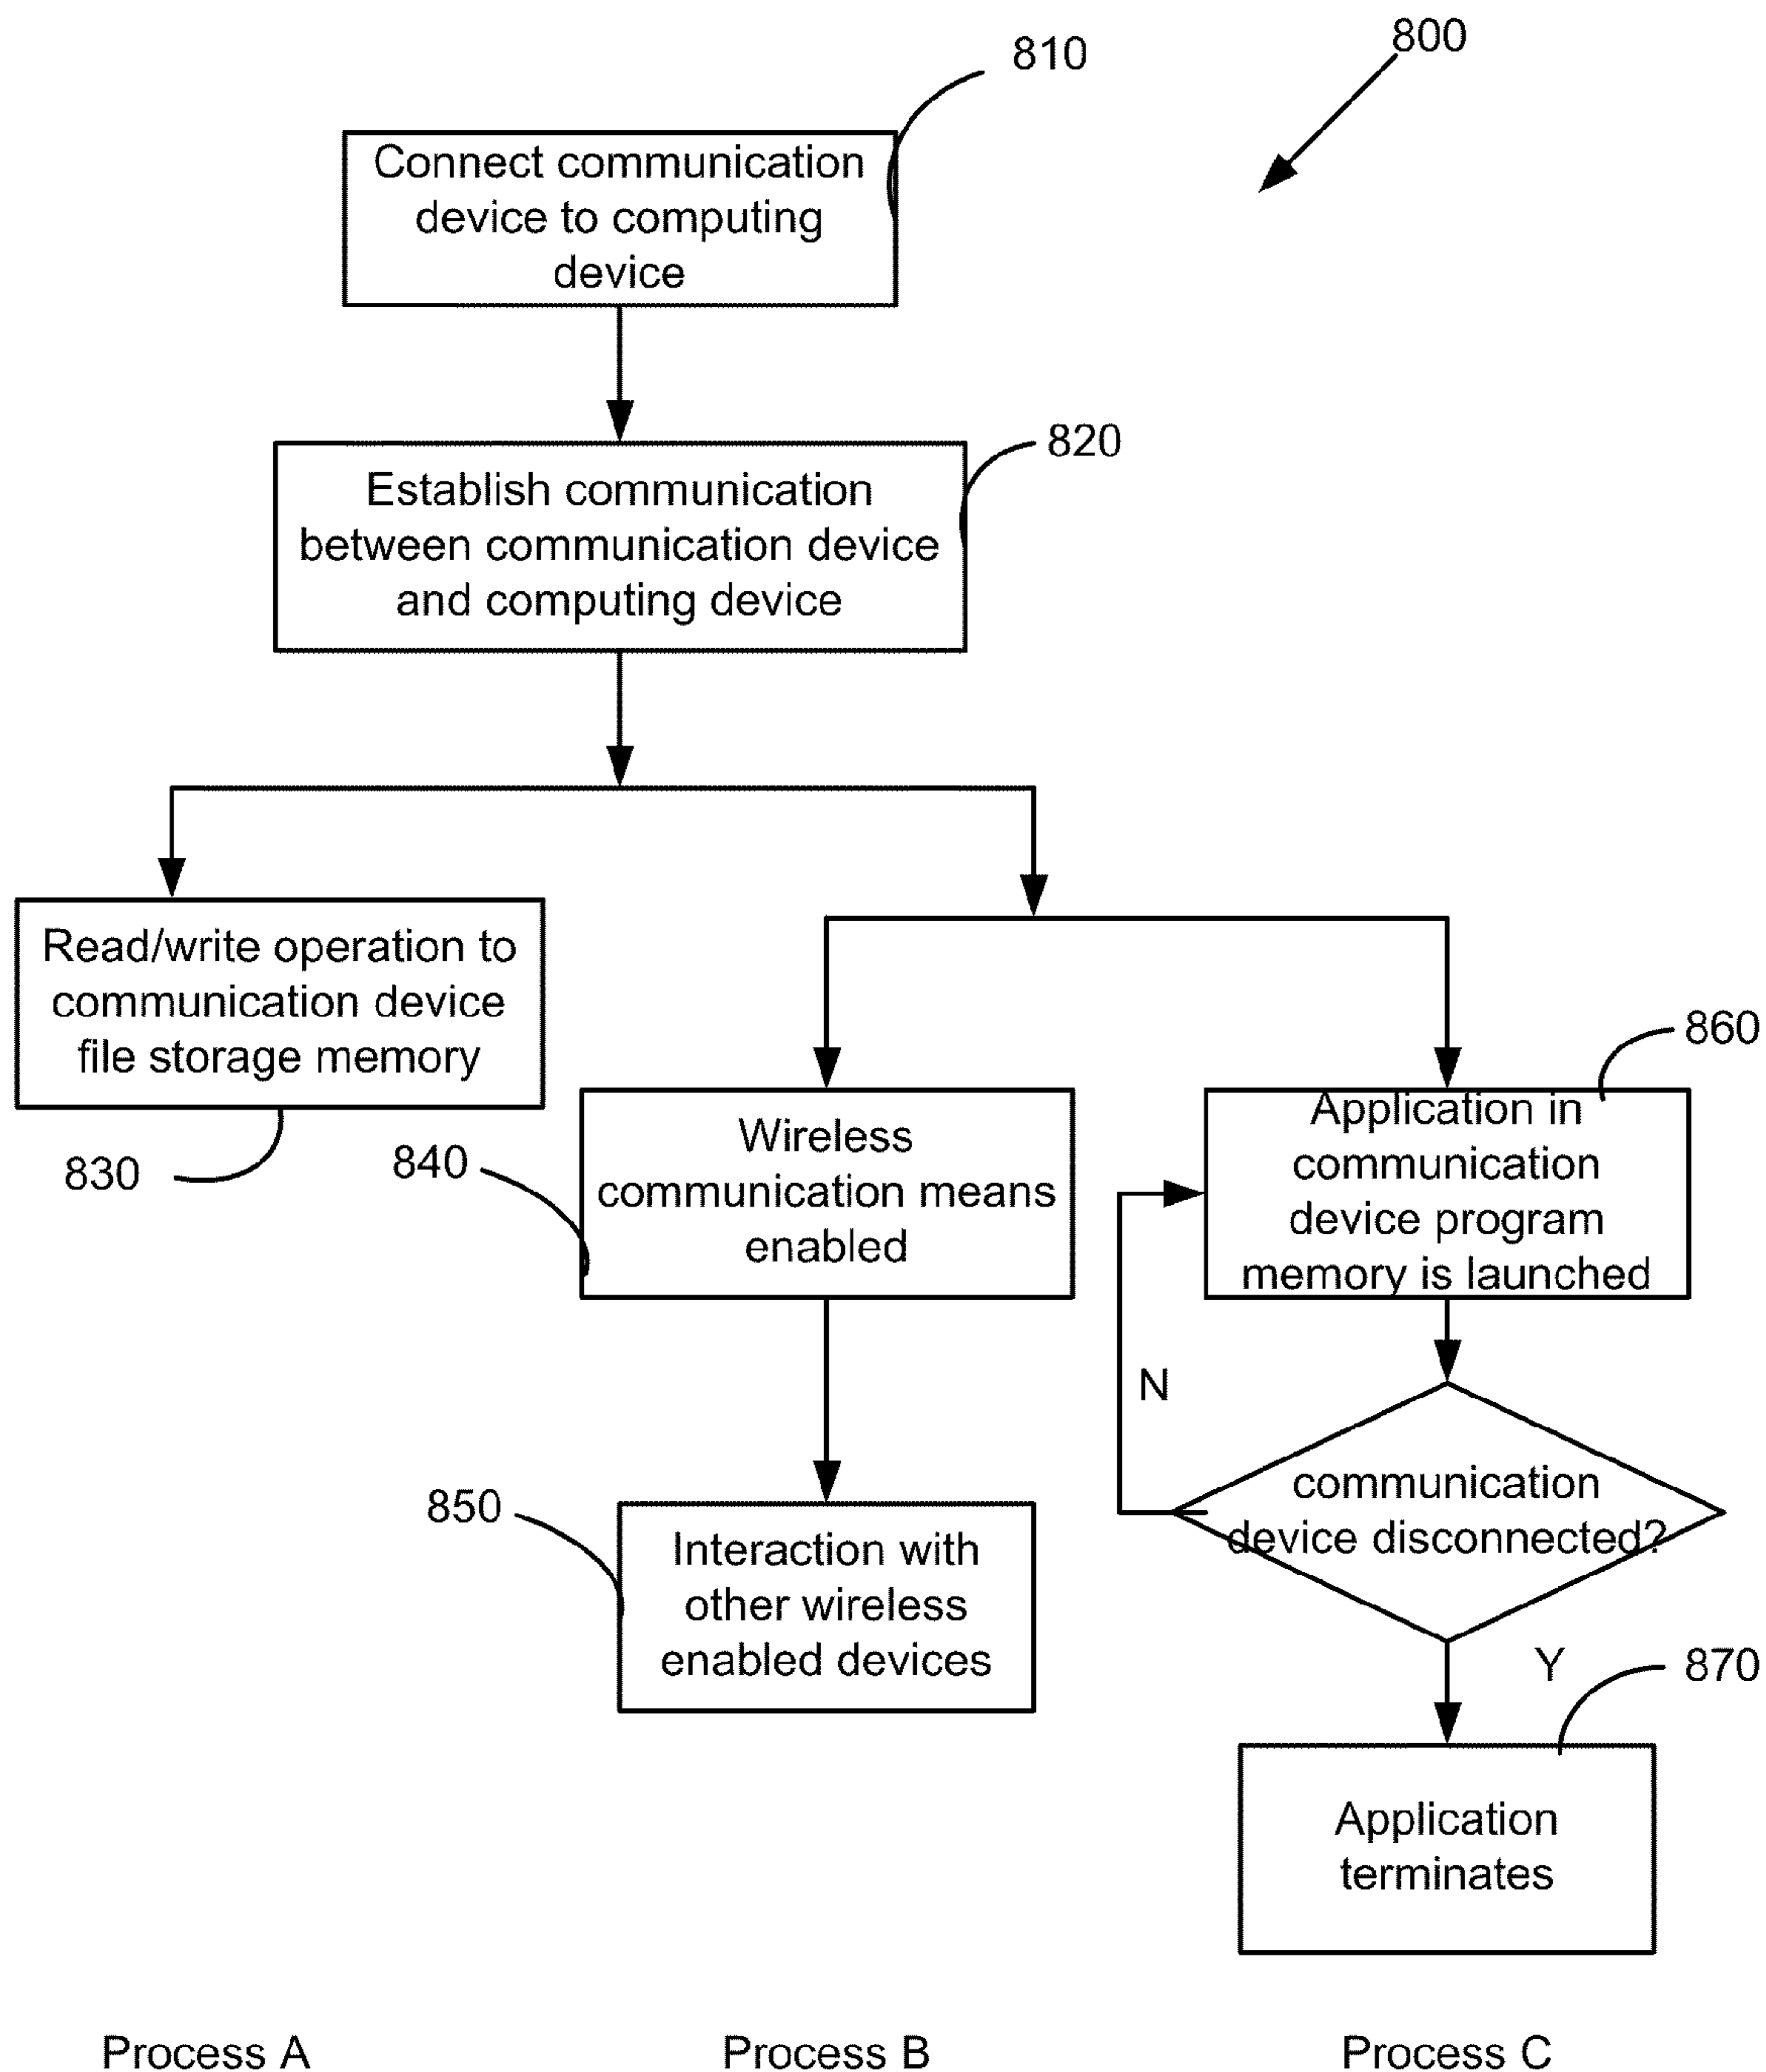 800
810
Connect communication
device to computing
device
820
Establish communication
between communication device
and computing device
Read/write operation to
communication device
file storage memory
830
840
Wireless
communication means
enabled
860
Application in
communication
device program
memory is launched
N
850
Interaction with
other wireless
enabled devices
communication
device disconnected?
Y
870
Application
terminates
Process A
Process B
Process C